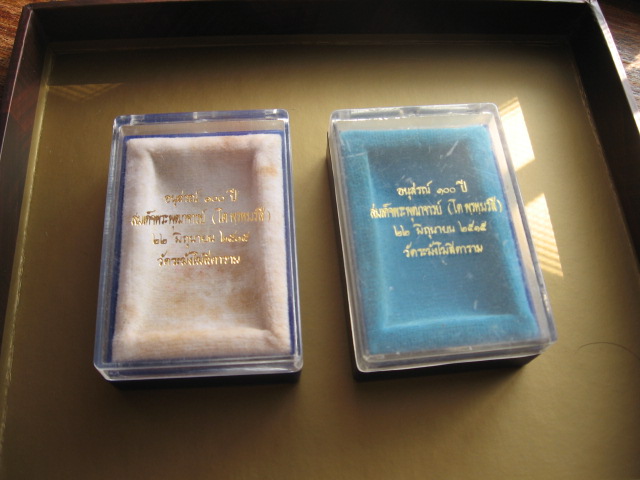 อนุสรณ์ ๑๐๐ ปี
สมเด็จพระพุฒาจารย์ (โต พรหมรังสี)
๒๒ มิถุนายน ๒๕๑๕
วัดระฆังโฆสิตาราม
อนุสรณ์ ๑๐๐ ปี
สมเด็จพระพุฒาจารย์ (โต พรหมรังสี)
๒๒ มิถุนายน ๒๕๑๕
วัดระฆังโฆสิตาราม